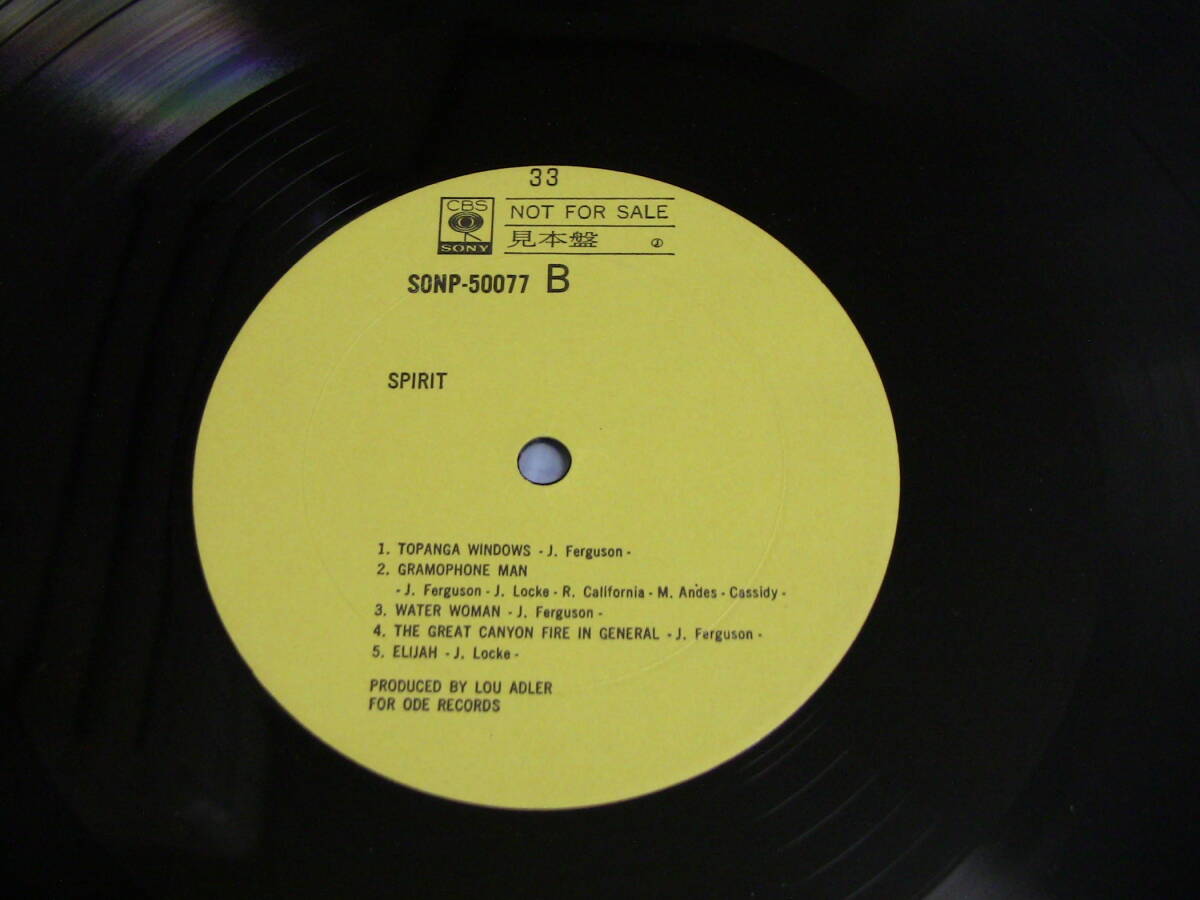 33
CBS
SONY
NOT FOR SALE
見本盤 Ⓙ
SONP-50077 B
SPIRIT
1. TOPANGA WINDOWS - J. Ferguson -
2. GRAMOPHONE MAN
- J. Ferguson - J. Locke - R. California - M. Andes - Cassidy -
3. WATER WOMAN - J. Ferguson -
4. THE GREAT CANYON FIRE IN GENERAL - J. Ferguson -
5. ELIJAH - J. Locke -
PRODUCED BY LOU ADLER
FOR ODE RECORDS